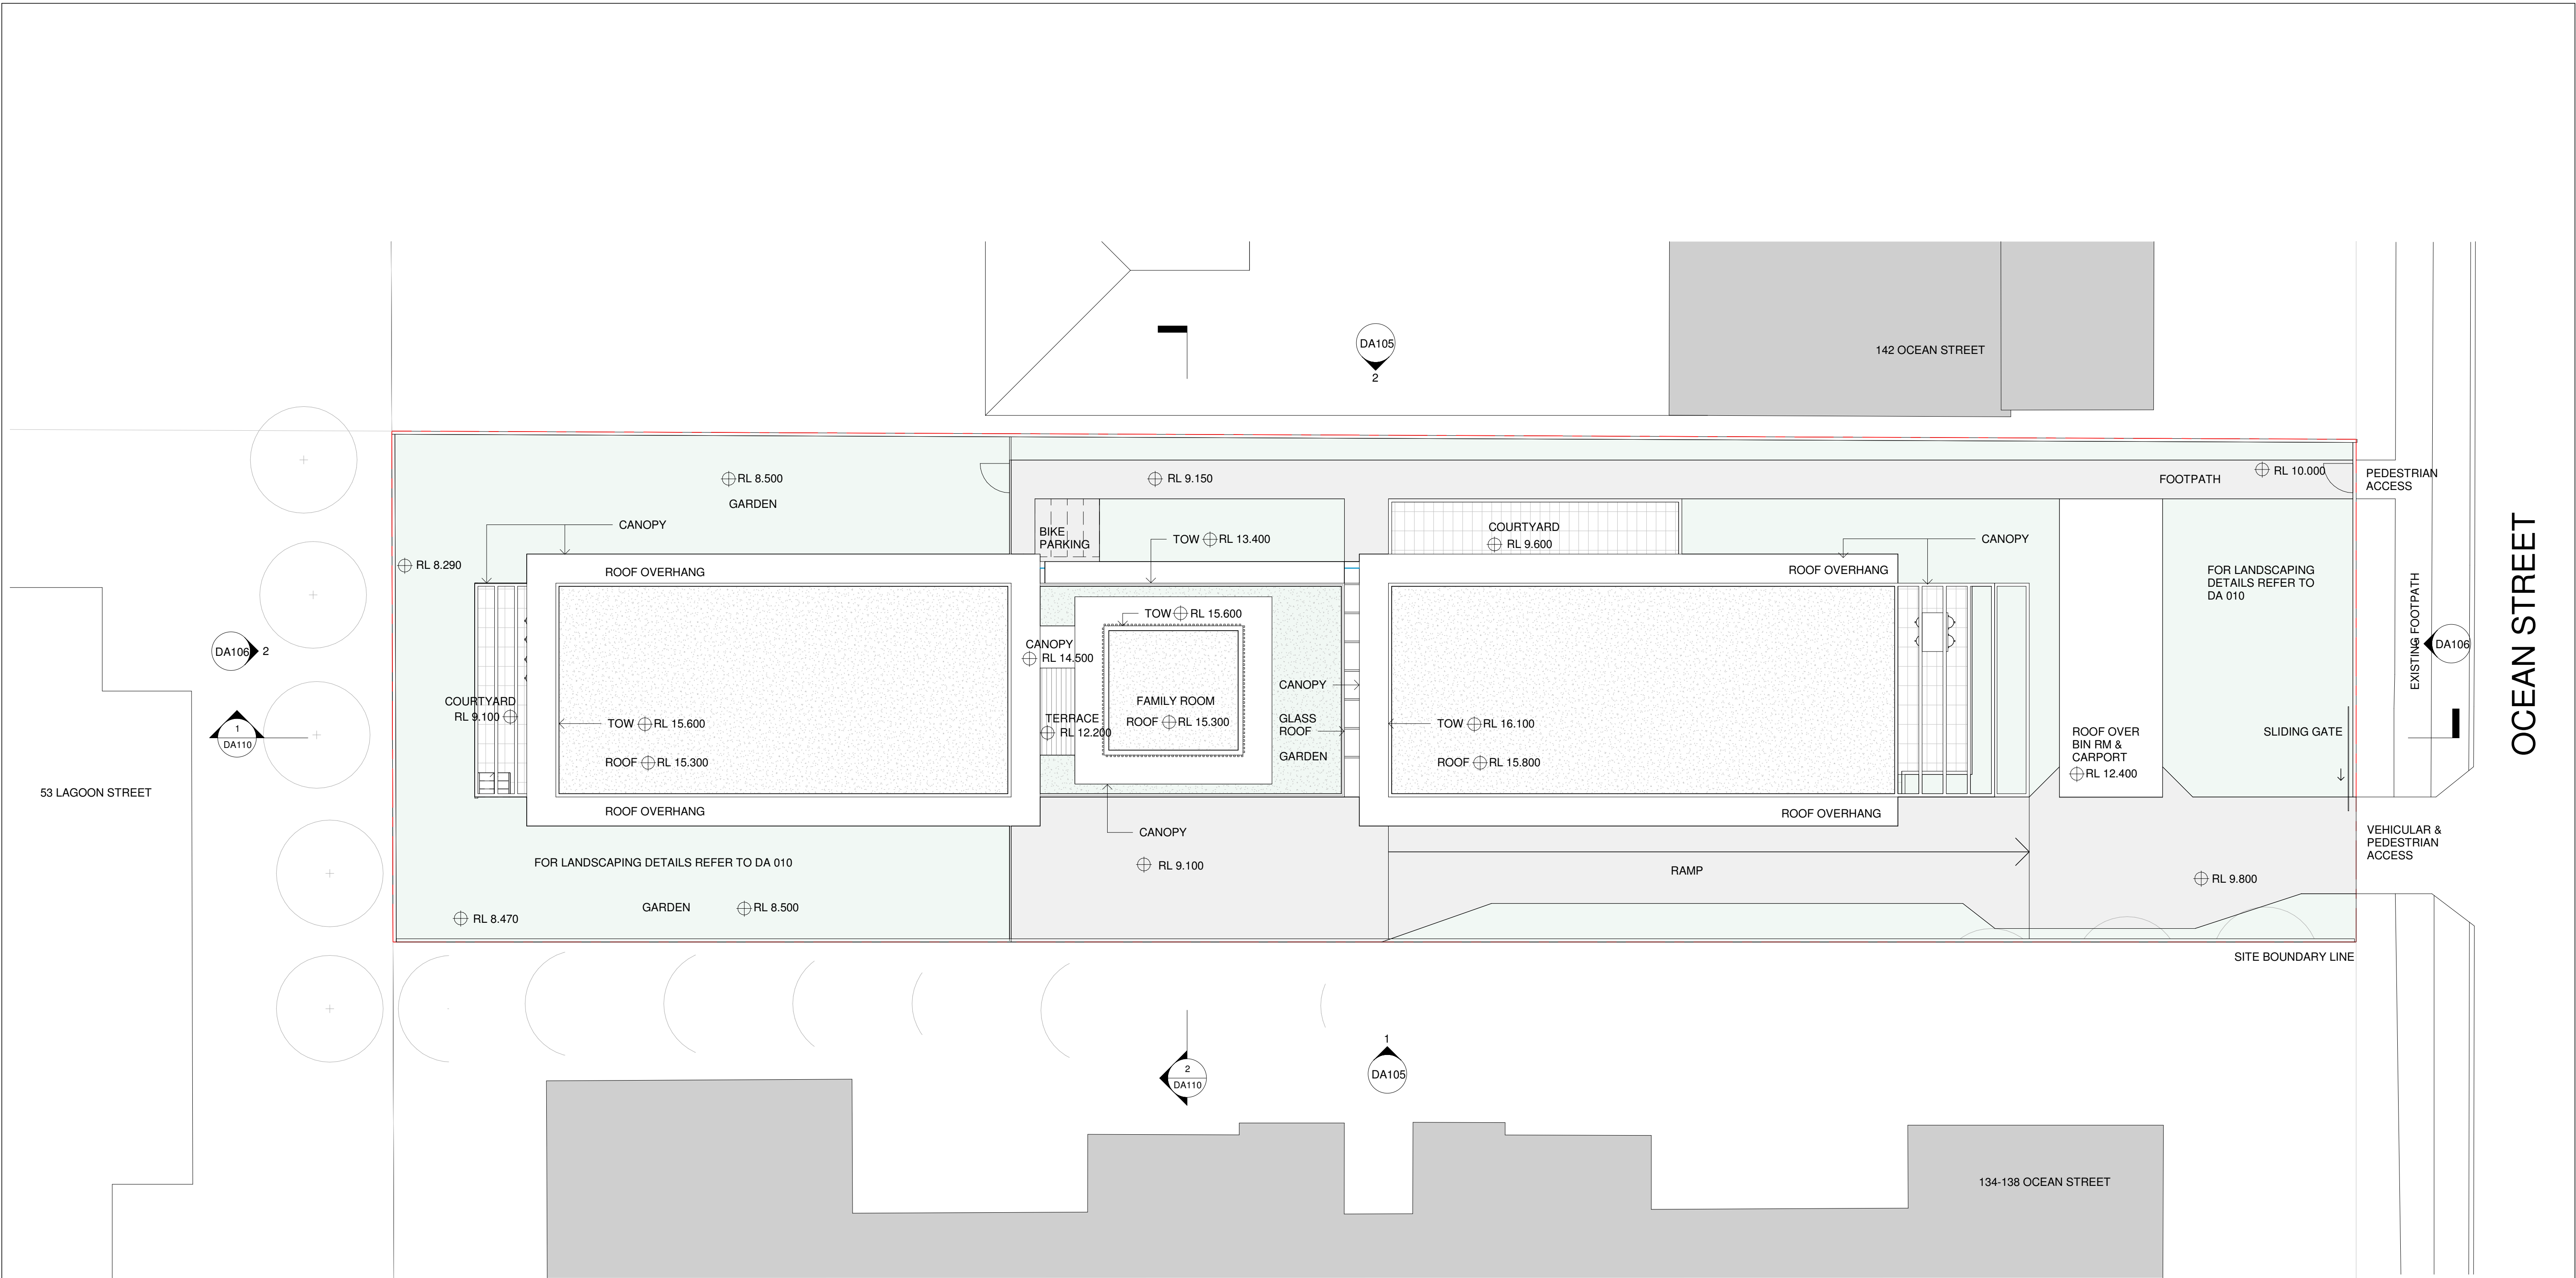 142 OCEAN STREET
DA105
2
RL 8.500
GARDEN
RL 9.150
FOOTPATH
RL 10.000
PEDESTRIAN
ACCESS
CANOPY
BIKE
PARKING
TOW RL 13.400
COURTYARD
RL 9.600
CANOPY
RL 8.290
ROOF OVERHANG
ROOF OVERHANG
FOR LANDSCAPING
DETAILS REFER TO
DA 010
EXISTING FOOTPATH
OCEAN STREET
TOW RL 15.600
DA106
2
CANOPY
RL 14.500
DA106
COURTYARD
RL 9.100
CANOPY
FAMILY ROOM
ROOF RL 15.300
TERRACE
RL 12.200
GLASS
ROOF
GARDEN
TOW RL 15.600
ROOF RL 15.300
TOW RL 16.100
ROOF RL 15.800
ROOF OVER
BIN RM &
CARPORT
RL 12.400
SLIDING GATE
1
DA110
53 LAGOON STREET
ROOF OVERHANG
ROOF OVERHANG
CANOPY
VEHICULAR &
PEDESTRIAN
ACCESS
FOR LANDSCAPING DETAILS REFER TO DA 010
RL 9.100
RAMP
RL 9.800
GARDEN
RL 8.500
RL 8.470
SITE BOUNDARY LINE
1
DA105
2
DA110
134-138 OCEAN STREET